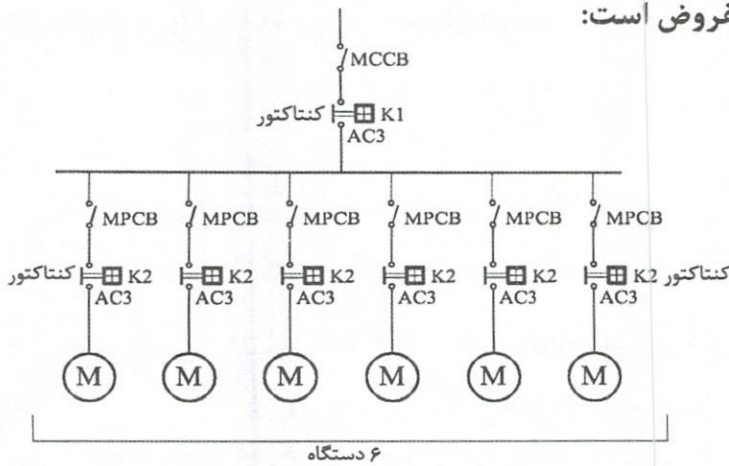 فروض است:
MCCB
کنتاکتور K1
AC3
MPCB MPCB MPCB MPCB MPCB MPCB
کنتاکتور K2 K2 K2 K2 K2 K2 کنتاکتور
AC3 AC3 AC3 AC3 AC3 AC3
M M M M M M
۶ دستگاه